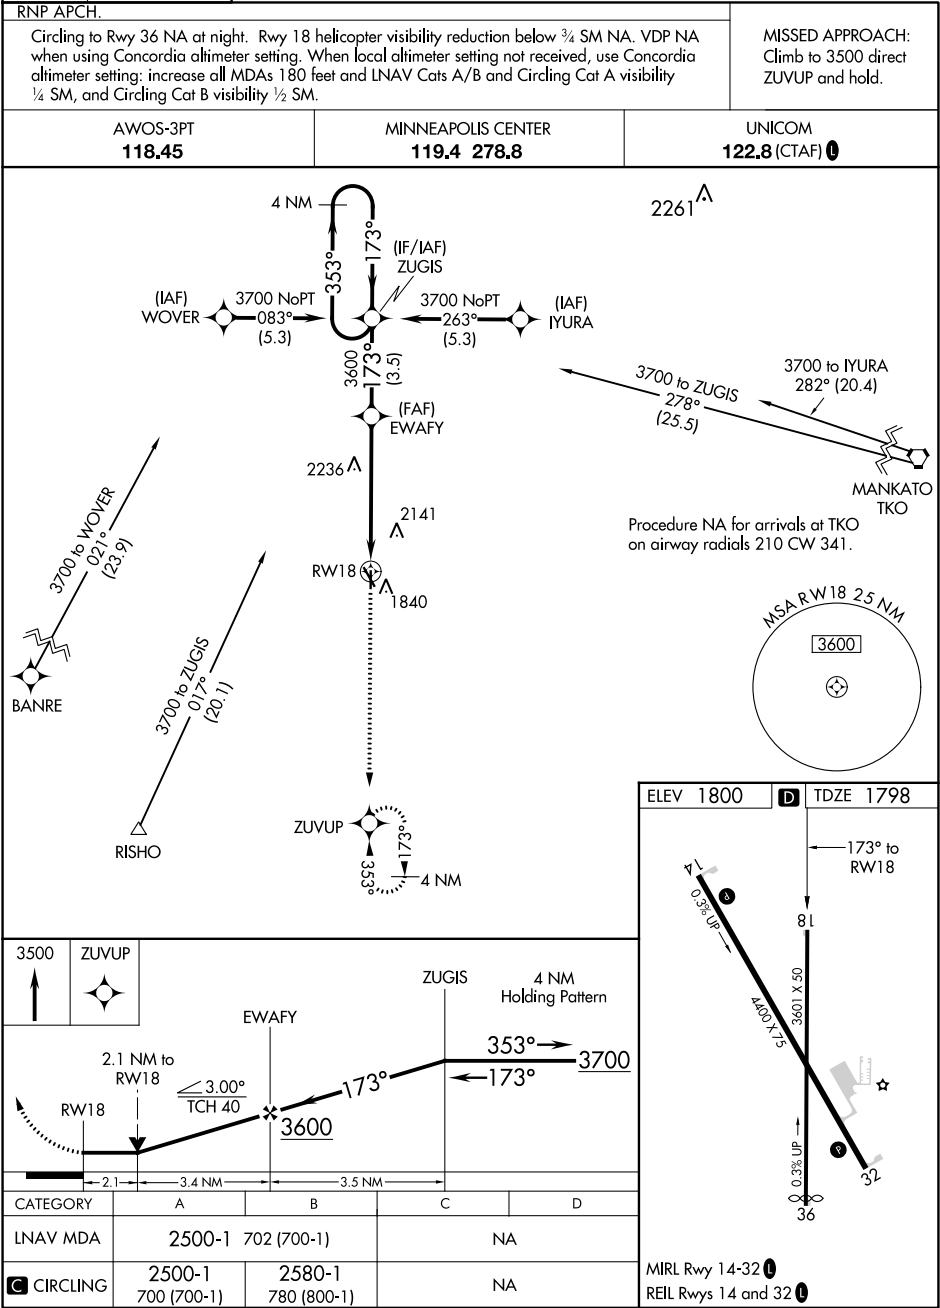 RNP APCH.
Circling to Rwy 36 NA at night. Rwy 18 helicopter visibility reduction below ¾ SM NA. VDP NA
when using Concordia altimeter setting. When local altimeter setting not received, use Concordia
altimeter setting: increase all MDAs 180 feet and LNAV Cats A/B and Circling Cat A visibility
¼ SM, and Circling Cat B visibility ½ SM.
MISSED APPROACH:
Climb to 3500 direct
ZUVUP and hold.
AWOS-3PT
118.45
MINNEAPOLIS CENTER
119.4 278.8
UNICOM
122.8 (CTAF) L
4 NM
353°
173°
(IF/IAF)
ZUGIS
2261
(IAF)
WOVER
3700 NoPT
083°
(5.3)
3700 NoPT
263°
(5.3)
(IAF)
IYURA
3600
173°
(3.5)
(FAF)
EWAFY
3700 to ZUGIS
278°
(25.5)
3700 to IYURA
282° (20.4)
MANKATO
TKO
2236
2141
Procedure NA for arrivals at TKO
on airway radials 210 CW 341.
RW18
1840
3700 to WOVER
021°
(23.9)
BANRE
3700 to ZUGIS
017°
(20.1)
RISHO
MSA RW18 25 NM
3600
ZUVUP
353°
173°
4 NM
ELEV 1800
D
TDZE 1798
173° to
RW18
14
0.3% UP
P
18
4400 X 75
3601 X 50
0.3% UP
P
32
36
MIRL Rwy 14-32 L
REIL Rwys 14 and 32 L
3500
ZUVUP
ZUGIS
4 NM
Holding Pattern
EWAFY
353°
3700
173°
2.1 NM to
RW18
3.00°
TCH 40
173°
RW18
3600
2.1
3.4 NM
3.5 NM
CATEGORY A B C D
LNAV MDA 2500-1 702 (700-1) NA
C CIRCLING 2500-1 2580-1 NA
700 (700-1) 780 (800-1)